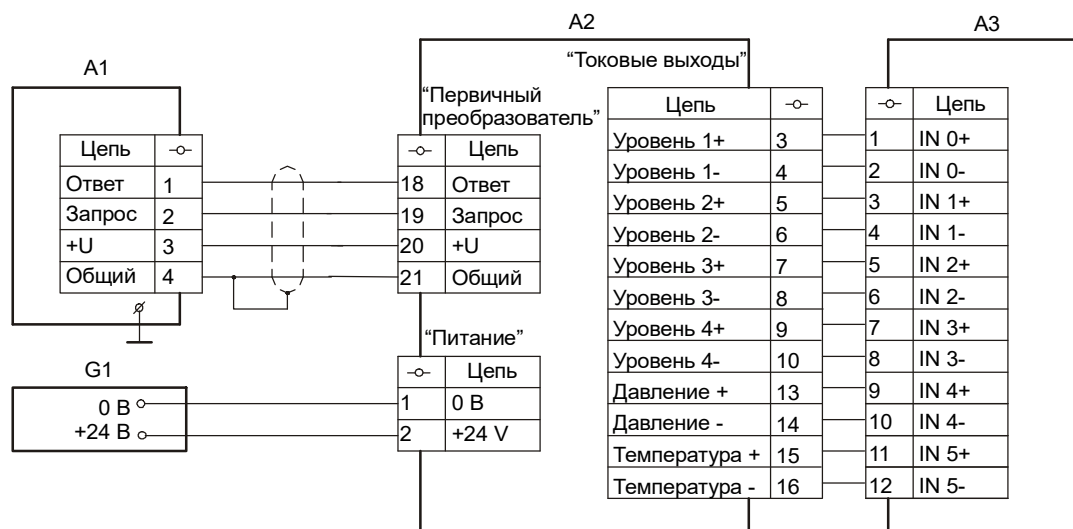 A1
Цепь
Ответ 1
Запрос 2
+U 3
Общий 4
G1
0 В
+24 В
A2
“Первичный
преобразователь”
Цепь
18 Ответ
19 Запрос
20 +U
21 Общий
“Питание”
Цепь
1 0 В
2 +24 V
“Токовые выходы”
Цепь
Уровень 1+ 3
Уровень 1- 4
Уровень 2+ 5
Уровень 2- 6
Уровень 3+ 7
Уровень 3- 8
Уровень 4+ 9
Уровень 4- 10
Давление + 13
Давление - 14
Температура + 15
Температура - 16
A3
Цепь
1 IN 0+
2 IN 0-
3 IN 1+
4 IN 1-
5 IN 2+
6 IN 2-
7 IN 3+
8 IN 3-
9 IN 4+
10 IN 4-
11 IN 5+
12 IN 5-